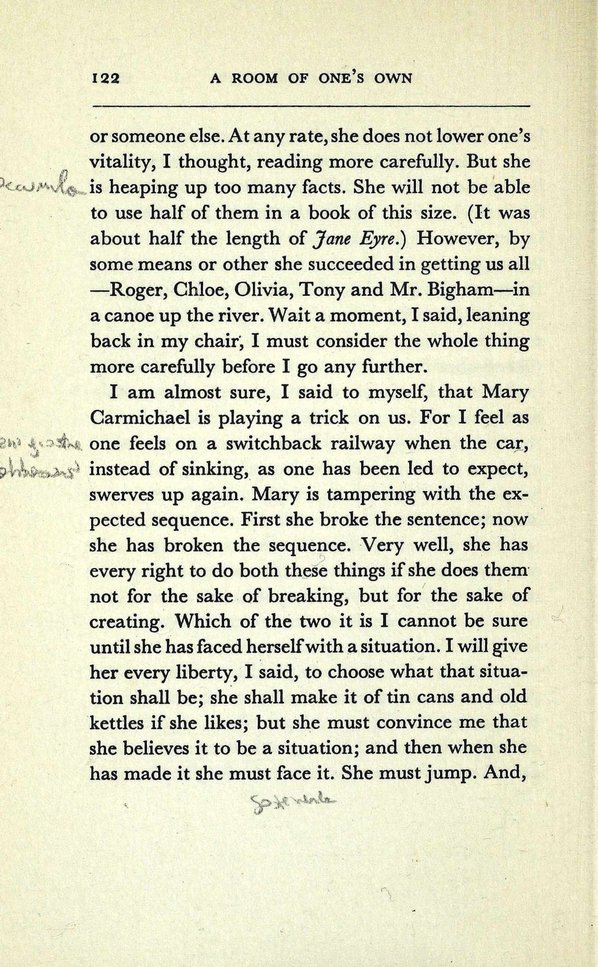 122 A ROOM OF ONE'S OWN
or someone else. At any rate, she does not lower one's
vitality, I thought, reading more carefully. But she
is heaping up too many facts. She will not be able
to use half of them in a book of this size. (It was
about half the length of Jane Eyre.) However, by
some means or other she succeeded in getting us all
—Roger, Chloe, Olivia, Tony and Mr. Bigham—in
a canoe up the river. Wait a moment, I said, leaning
back in my chair, I must consider the whole thing
more carefully before I go any further.
I am almost sure, I said to myself, that Mary
Carmichael is playing a trick on us. For I feel as
one feels on a switchback railway when the car,
instead of sinking, as one has been led to expect,
swerves up again. Mary is tampering with the ex-
pected sequence. First she broke the sentence; now
she has broken the sequence. Very well, she has
every right to do both these things if she does them
not for the sake of breaking, but for the sake of
creating. Which of the two it is I cannot be sure
until she has faced herself with a situation. I will give
her every liberty, I said, to choose what that situa-
tion shall be; she shall make it of tin cans and old
kettles if she likes; but she must convince me that
she believes it to be a situation; and then when she
has made it she must face it. She must jump. And,